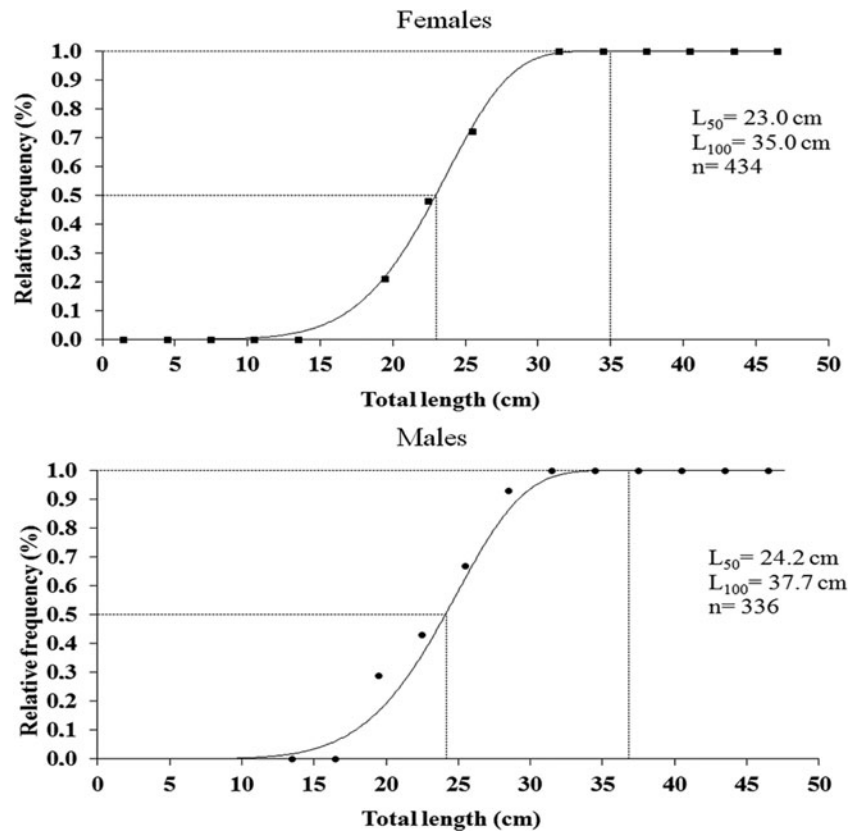 Females
Relative frequency (%)
1.0
0.9
0.8
0.7
0.6
0.5
0.4
0.3
0.2
0.1
0.0
L50= 23.0 cm
L100= 35.0 cm
n= 434
0 5 10 15 20 25 30 35 40 45 50
Total length (cm)
Males
Relative frequency (%)
1.0
0.9
0.8
0.7
0.6
0.5
0.4
0.3
0.2
0.1
0.0
L50= 24.2 cm
L100= 37.7 cm
n= 336
0 5 10 15 20 25 30 35 40 45 50
Total length (cm)